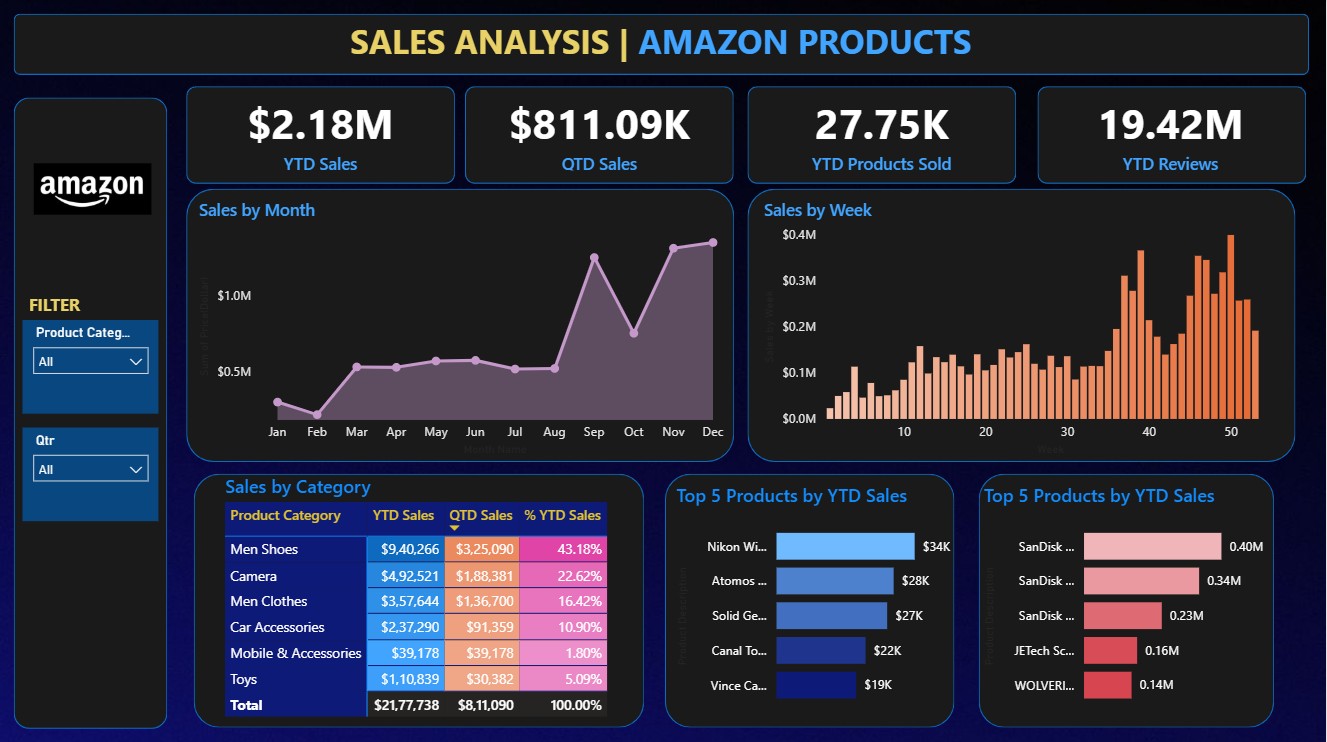 SALES ANALYSIS | AMAZON PRODUCTS
amazon
FILTER
Product Categ...
All
Qtr
All
$2.18M
YTD Sales
$811.09K
QTD Sales
27.75K
YTD Products Sold
19.42M
YTD Reviews
Sales by Month
$1.0M
$0.5M
Jan Feb Mar Apr May Jun Jul Aug Sep Oct Nov Dec
Month Name
Sales by Week
$0.4M
$0.3M
$0.2M
$0.1M
$0.0M
10 20 30 40 50
Week
Sales by Category
Product Category YTD Sales QTD Sales % YTD Sales
Men Shoes $9,40,266 $3,25,090 43.18%
Camera $4,92,521 $1,88,381 22.62%
Men Clothes $3,57,644 $1,36,700 16.42%
Car Accessories $2,37,290 $91,359 10.90%
Mobile & Accessories $39,178 $39,178 1.80%
Toys $1,10,839 $30,382 5.09%
Total $21,77,738 $8,11,090 100.00%
Top 5 Products by YTD Sales
Product Description
Nikon Wi... $34K
Atomos ... $28K
Solid Ge... $27K
Canal To... $22K
Vince Ca... $19K
Top 5 Products by YTD Sales
Product Description
SanDisk ... 0.40M
SanDisk ... 0.34M
SanDisk ... 0.23M
JETech Sc... 0.16M
WOLVERI... 0.14M